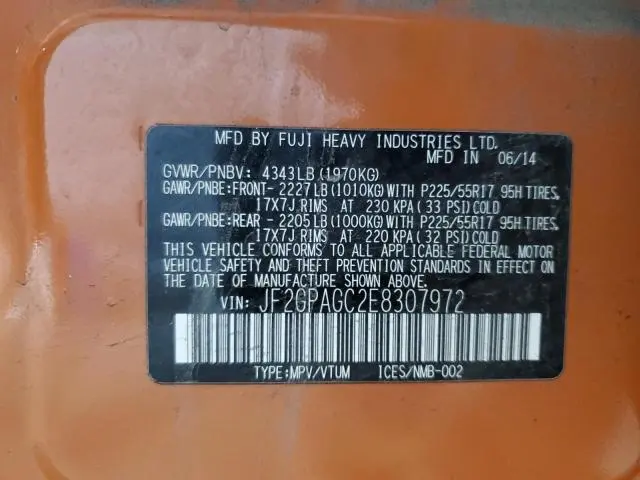 MFD BY FUJI HEAVY INDUSTRIES LTD.
MFD IN 06/14
GVWR/PNBV: 4343LB(1970KG)
GAWR/PNBE:FRONT- 2227LB(1010KG)WITH P225/55R17 95H TIRES,
17X7J RIMS AT 230 KPA(33 PSI)COLD
GAWR/PNBE:REAR - 2205LB(1000KG)WITH P225/55R17 95H TIRES,
17X7J RIMS AT 220 KPA(32 PSI)COLD
THIS VEHICLE CONFORMS TO ALL APPLICABLE FEDERAL MOTOR
VEHICLE SAFETY AND THEFT PREVENTION STANDARDS IN EFFECT ON
THE DATE OF MANUFACTURE SHOWN ABOVE.
VIN: JF2GPAGC2E8307972
TYPE:MPV/VTUM ICES/NMB-002